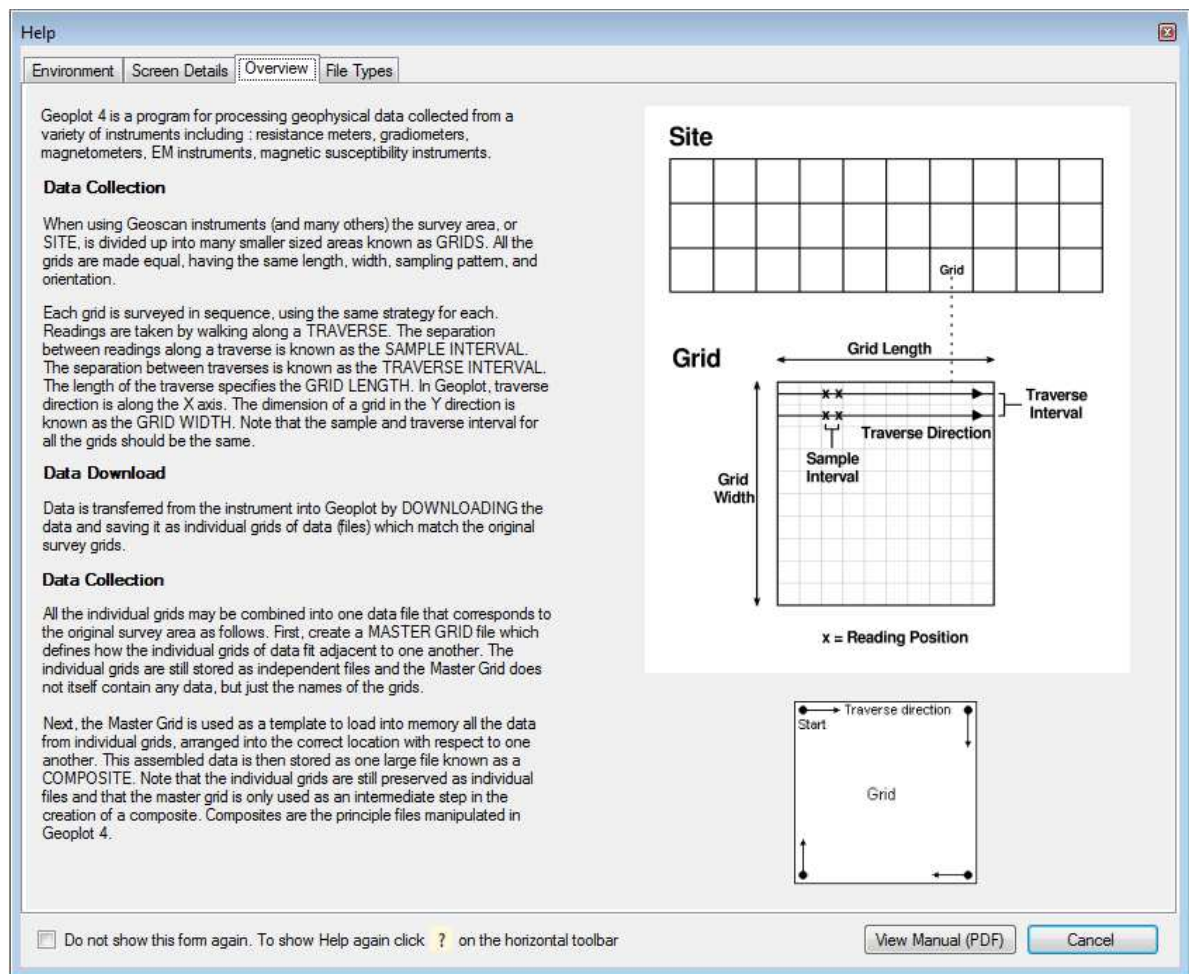 Help
Environment Screen Details Overview File Types
Geoplot 4 is a program for processing geophysical data collected from a
variety of instruments including : resistance meters, gradiometers,
magnetometers, EM instruments, magnetic susceptibility instruments.
Data Collection
When using Geoscan instruments (and many others) the survey area, or
SITE, is divided up into many smaller sized areas known as GRIDS. All the
grids are made equal, having the same length, width, sampling pattern, and
orientation.
Each grid is surveyed in sequence, using the same strategy for each.
Readings are taken by walking along a TRAVERSE. The separation
between readings along a traverse is known as the SAMPLE INTERVAL.
The separation between traverses is known as the TRAVERSE INTERVAL.
The length of the traverse specifies the GRID LENGTH. In Geoplot, traverse
direction is along the X axis. The dimension of a grid in the Y direction is
known as the GRID WIDTH. Note that the sample and traverse interval for
all the grids should be the same.
Data Download
Data is transferred from the instrument into Geoplot by DOWNLOADING the
data and saving it as individual grids of data (files) which match the original
survey grids.
Data Collection
All the individual grids may be combined into one data file that corresponds to
the original survey area as follows. First, create a MASTER GRID file which
defines how the individual grids of data fit adjacent to one another. The
individual grids are still stored as independent files and the Master Grid does
not itself contain any data, but just the names of the grids.
Next, the Master Grid is used as a template to load into memory all the data
from individual grids, arranged into the correct location with respect to one
another. This assembled data is then stored as one large file known as a
COMPOSITE. Note that the individual grids are still preserved as individual
files and that the master grid is only used as an intermediate step in the
creation of a composite. Composites are the principle files manipulated in
Geoplot 4.
Site
Grid
Grid
Grid Length
x x
Traverse
Interval
x x
Traverse Direction
Sample
Interval
Grid
Width
x = Reading Position
Traverse direction
Start
Grid
Do not show this form again. To show Help again click ? on the horizontal toolbar
View Manual (PDF)
Cancel